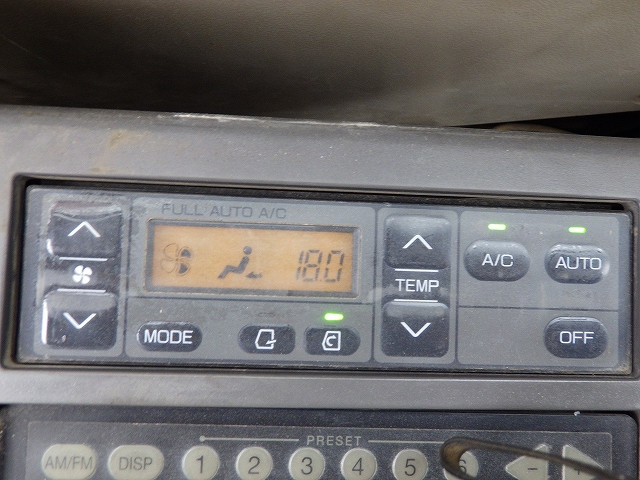 FULL AUTO A/C
18.0
TEMP
A/C
AUTO
MODE
OFF
PRESET
AM/FM DISP 1 2 3 4 5 6 - +